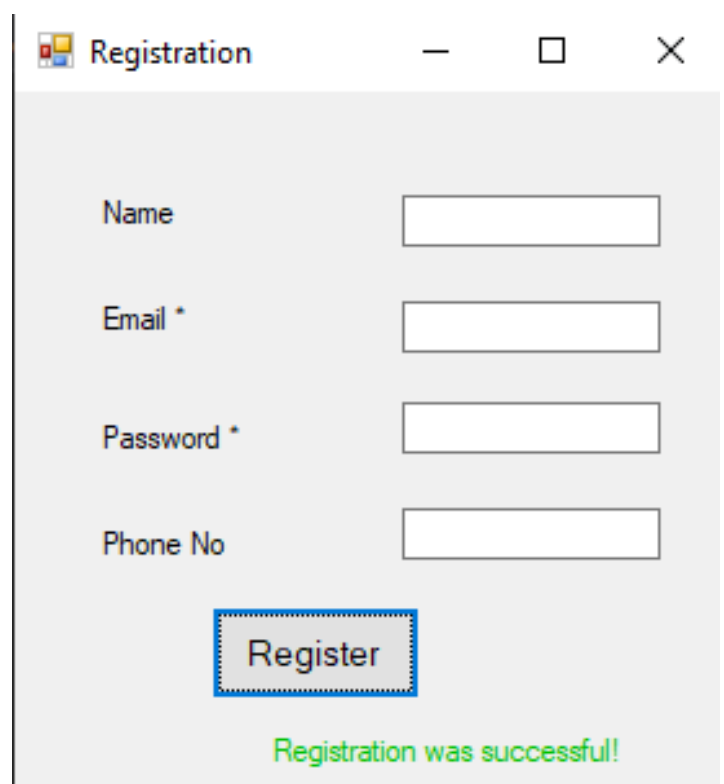 Registration
Name
Email *
Password *
Phone No
Register
Registration was successful!